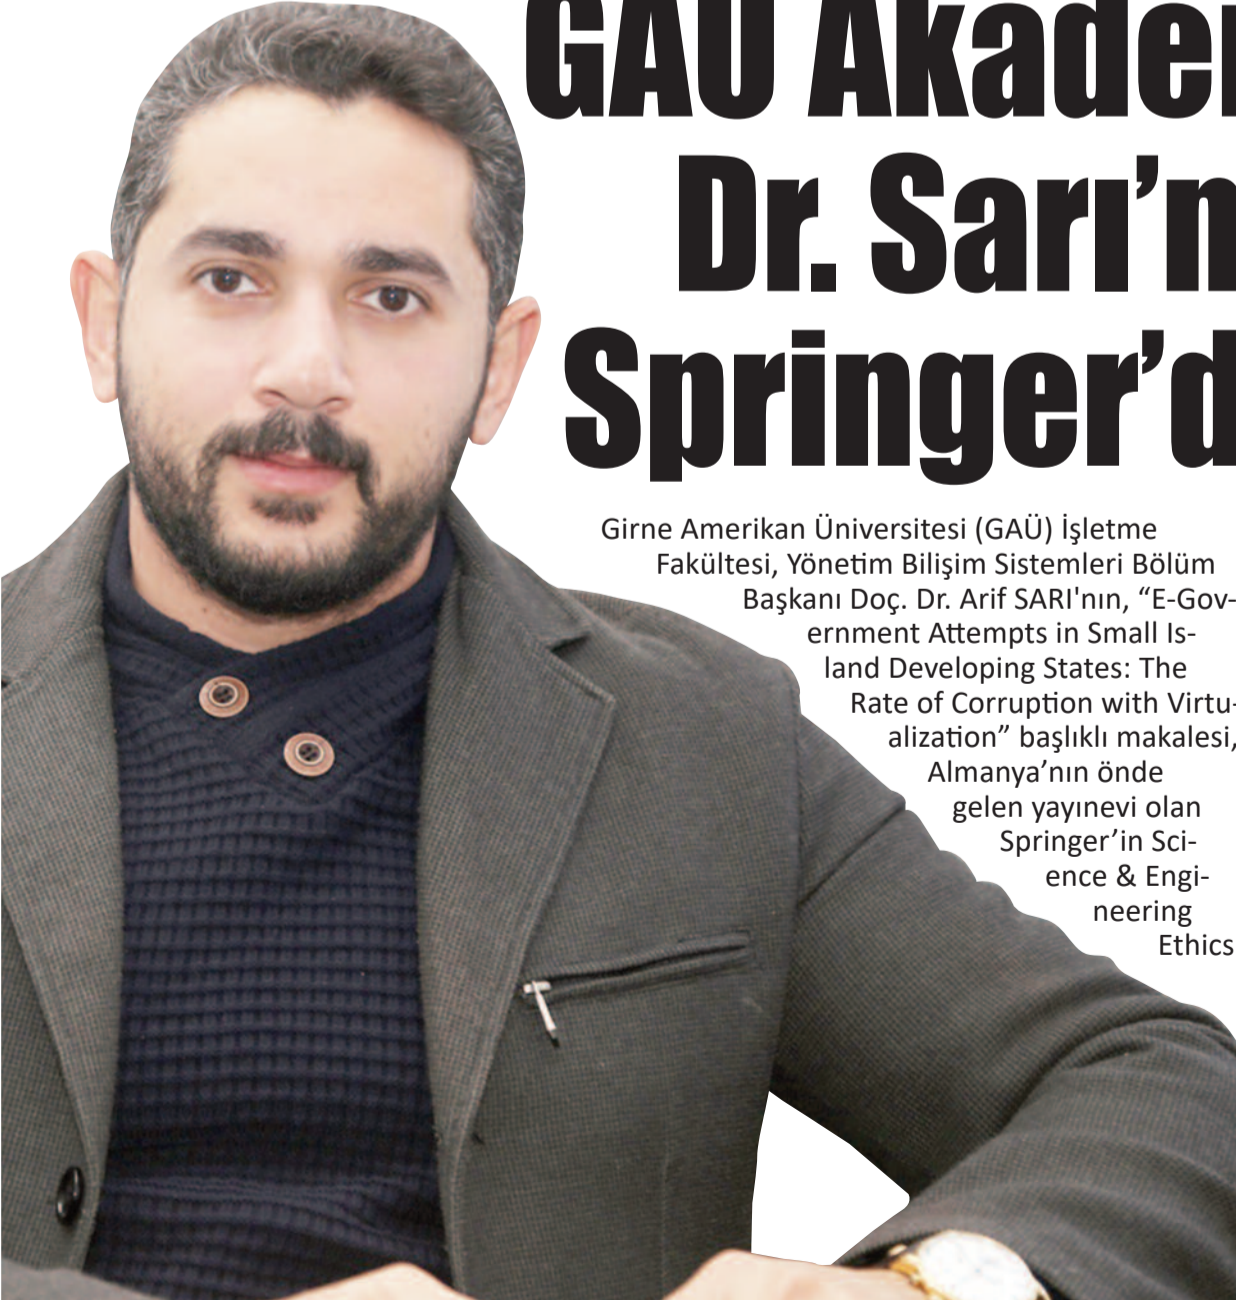 GAÜ Akade
Dr. Sarı’n
Springer’d
Girne Amerikan Üniversitesi (GAÜ) İşletme
Fakültesi, Yönetim Bilişim Sistemleri Bölüm
Başkanı Doç. Dr. Arif SARI'nın, “E-Gov-
ernment Attempts in Small Is-
land Developing States: The
Rate of Corruption with Virtu-
alization” başlıklı makalesi,
Almanya’nın önde
gelen yayınevi olan
Springer’in Sci-
ence & Engi-
neering
Ethics